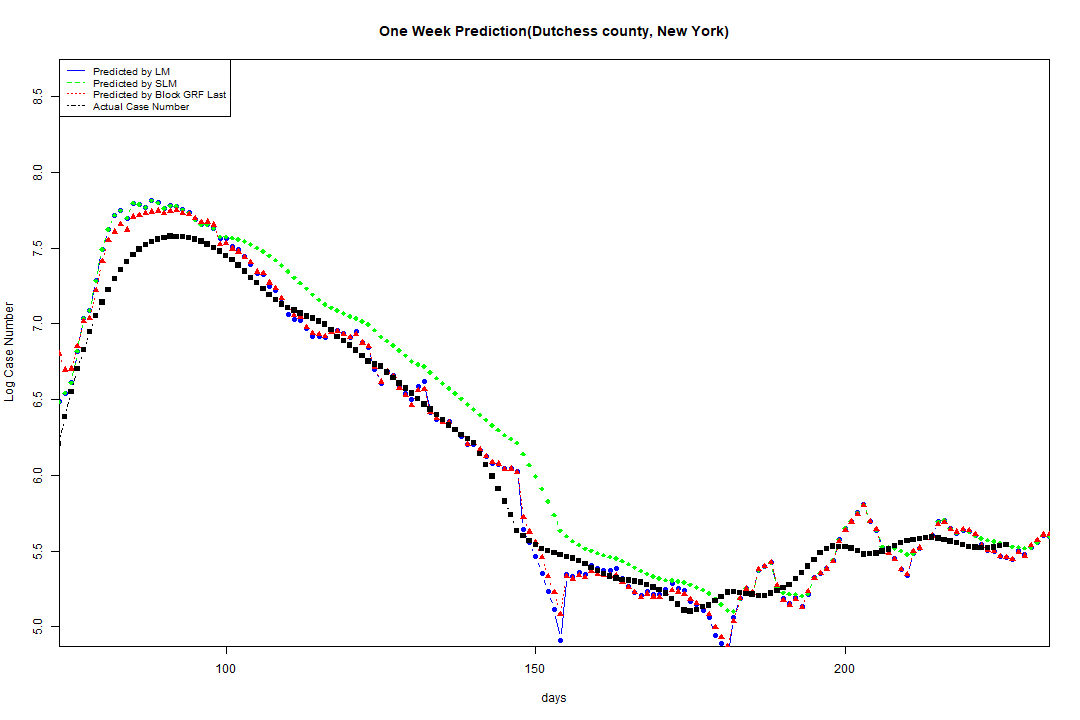 One Week Prediction(Dutchess county, New York)
Predicted by LM
Predicted by SLM
Predicted by Block GRF Last
Actual Case Number
8.5
8.0
7.5
7.0
6.5
6.0
5.5
5.0
Log Case Number
100 150 200
days